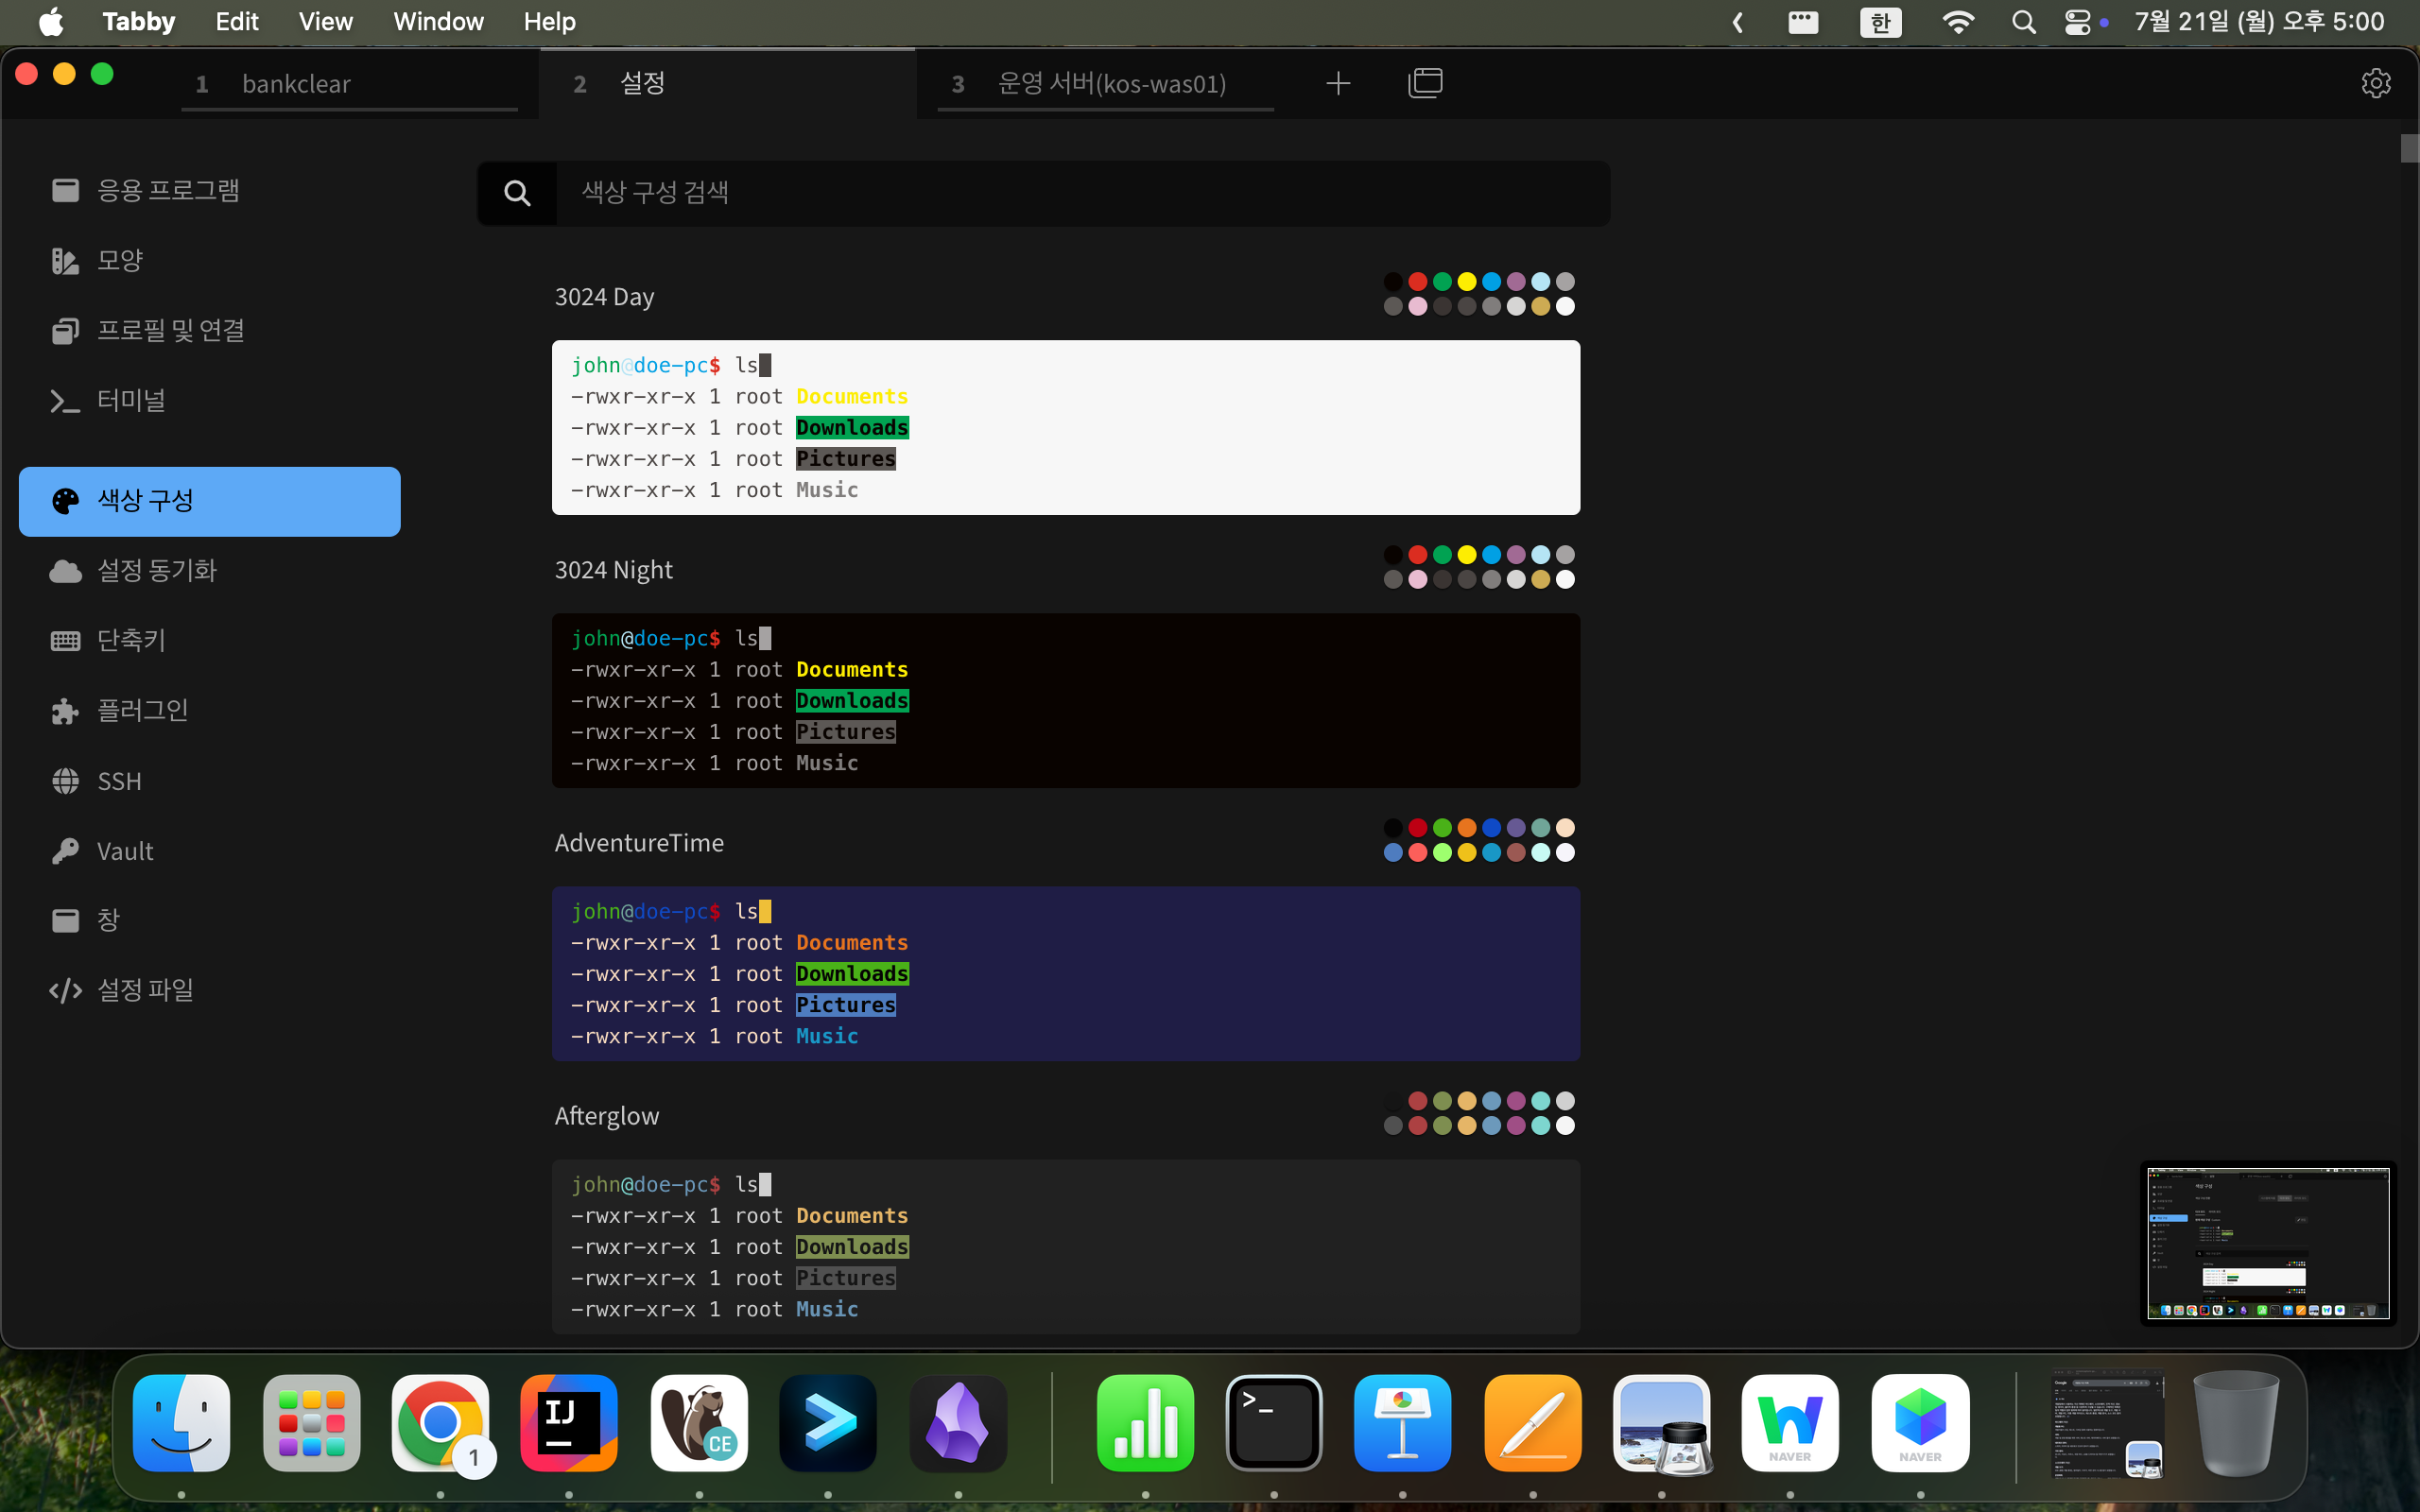 Tabby Edit View Window Help 한 7월 21일 (월) 오후 5:00
1 bankclear 2 설정 3 운영 서버(kos-was01)
응용 프로그램
모양
프로필 및 연결
터미널
색상 구성
설정 동기화
단축키
플러그인
SSH
Vault
창
설정 파일
색상 구성 검색
3024 Day
john@doe-pc$ ls
-rwxr-xr-x 1 root Documents
-rwxr-xr-x 1 root Downloads
-rwxr-xr-x 1 root Pictures
-rwxr-xr-x 1 root Music
3024 Night
john@doe-pc$ ls
-rwxr-xr-x 1 root Documents
-rwxr-xr-x 1 root Downloads
-rwxr-xr-x 1 root Pictures
-rwxr-xr-x 1 root Music
AdventureTime
john@doe-pc$ ls
-rwxr-xr-x 1 root Documents
-rwxr-xr-x 1 root Downloads
-rwxr-xr-x 1 root Pictures
-rwxr-xr-x 1 root Music
Afterglow
john@doe-pc$ ls
-rwxr-xr-x 1 root Documents
-rwxr-xr-x 1 root Downloads
-rwxr-xr-x 1 root Pictures
-rwxr-xr-x 1 root Music
1 IJ CE >_ NAVER NAVER